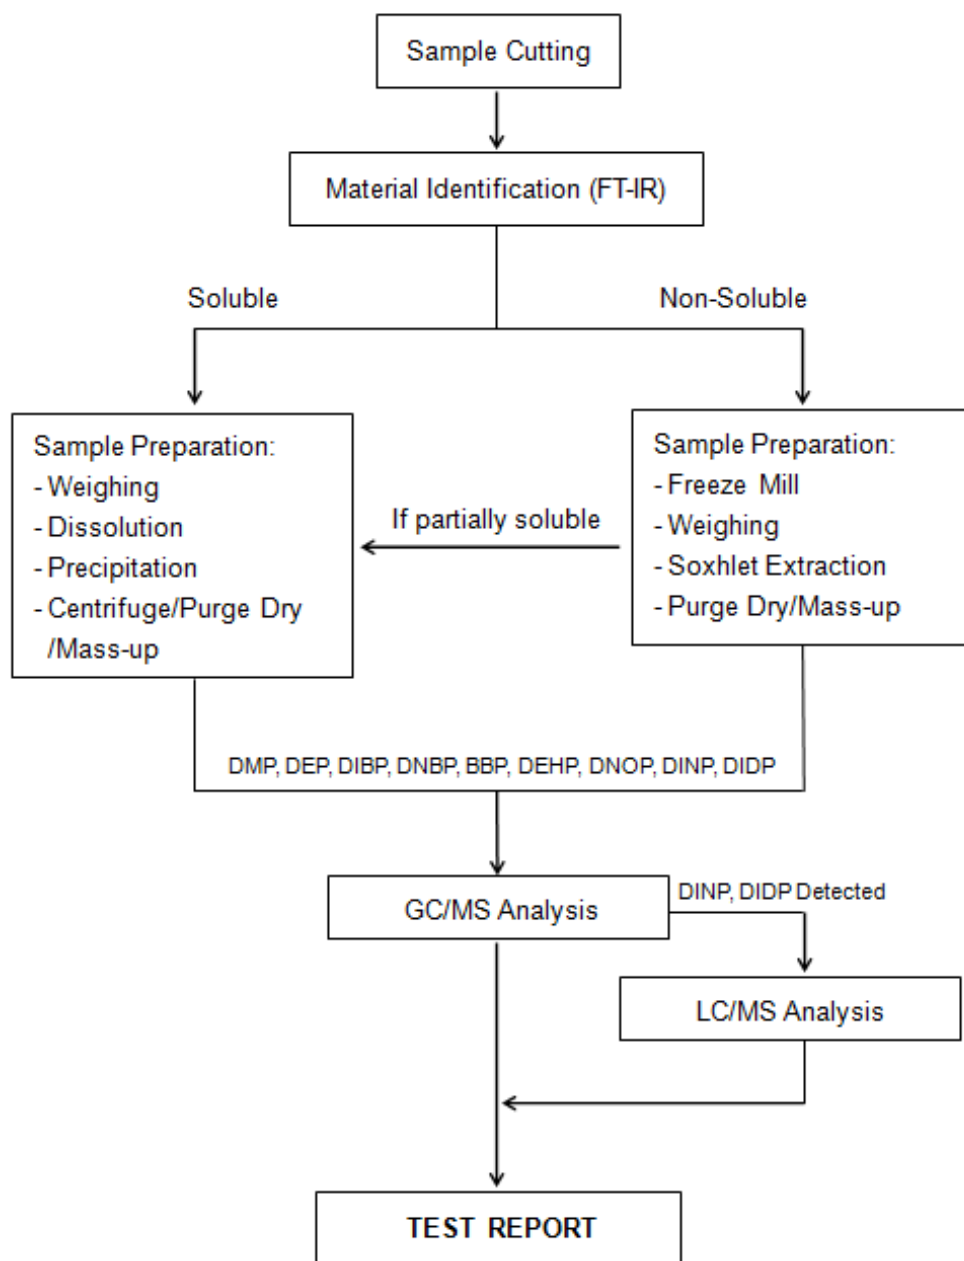 Sample Cutting
Material Identification (FT-IR)
Soluble
Non-Soluble
Sample Preparation:
- Weighing
- Dissolution
- Precipitation
- Centrifuge/Purge Dry
/Mass-up
If partially soluble
Sample Preparation:
- Freeze Mill
- Weighing
- Soxhlet Extraction
- Purge Dry/Mass-up
DMP, DEP, DIBP, DNBP, BBP, DEHP, DNOP, DINP, DIDP
GC/MS Analysis
DINP, DIDP Detected
LC/MS Analysis
TEST REPORT